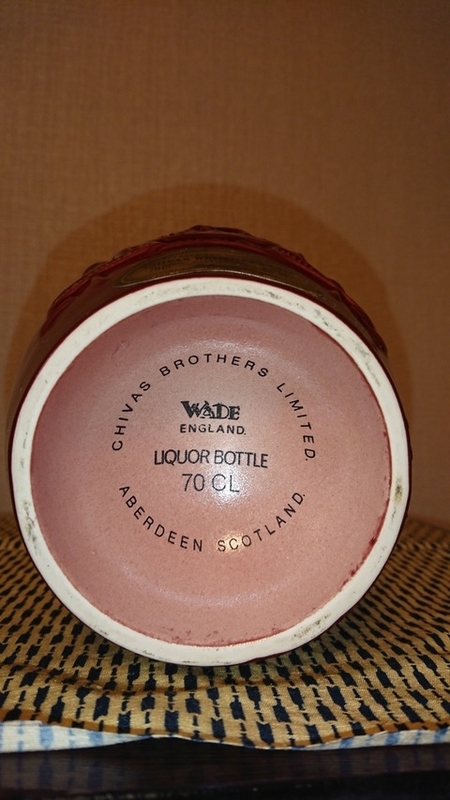 CHIVAS BROTHERS LIMITED.
WADE
ENGLAND.
LIQUOR BOTTLE
70 CL
ABERDEEN SCOTLAND.